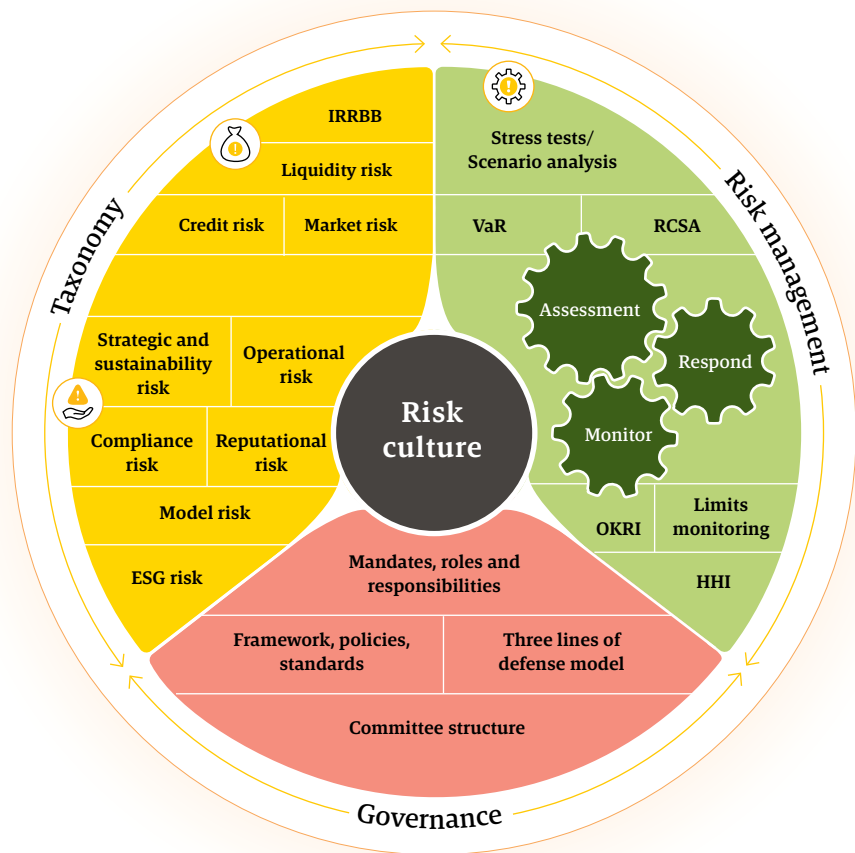 Taxonomy
IRRBB
Liquidity risk
Credit risk
Market risk
Strategic and
sustainability
risk
Operational
risk
Compliance
risk
Reputational
risk
Model risk
ESG risk
Risk management
Stress tests/
Scenario analysis
VaR
RCSA
Assessment
Respond
Monitor
OKRI
Limits
monitoring
HHI
Risk
culture
Mandates, roles and
responsibilities
Framework, policies,
standards
Three lines of
defense model
Committee structure
Governance